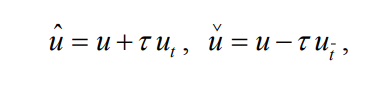 û = u + τ u_t , ǔ = u − τ u_t̄ ,